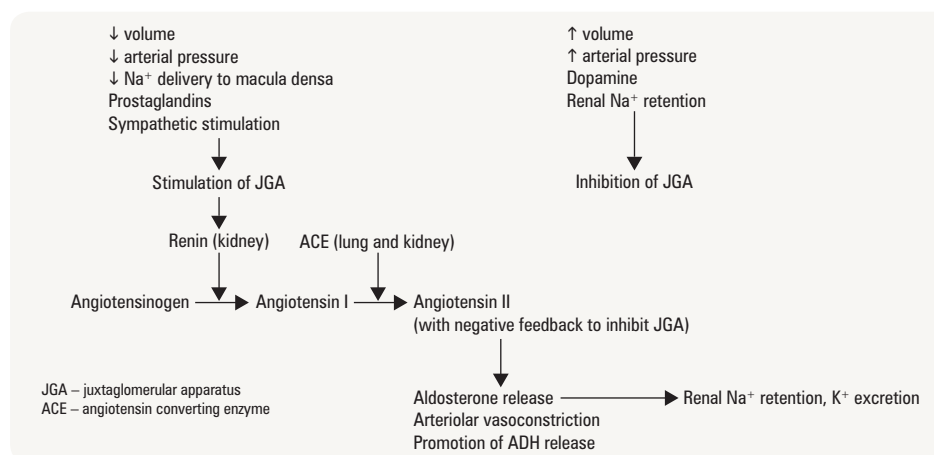 ↓ volume
↓ arterial pressure
↓ Na⁺ delivery to macula densa
Prostaglandins
Sympathetic stimulation
↑ volume
↑ arterial pressure
Dopamine
Renal Na⁺ retention
Stimulation of JGA
Inhibition of JGA
Renin (kidney)
ACE (lung and kidney)
Angiotensinogen
Angiotensin I
Angiotensin II
(with negative feedback to inhibit JGA)
JGA – juxtaglomerular apparatus
ACE – angiotensin converting enzyme
Aldosterone release
Arteriolar vasoconstriction
Promotion of ADH release
Renal Na⁺ retention, K⁺ excretion